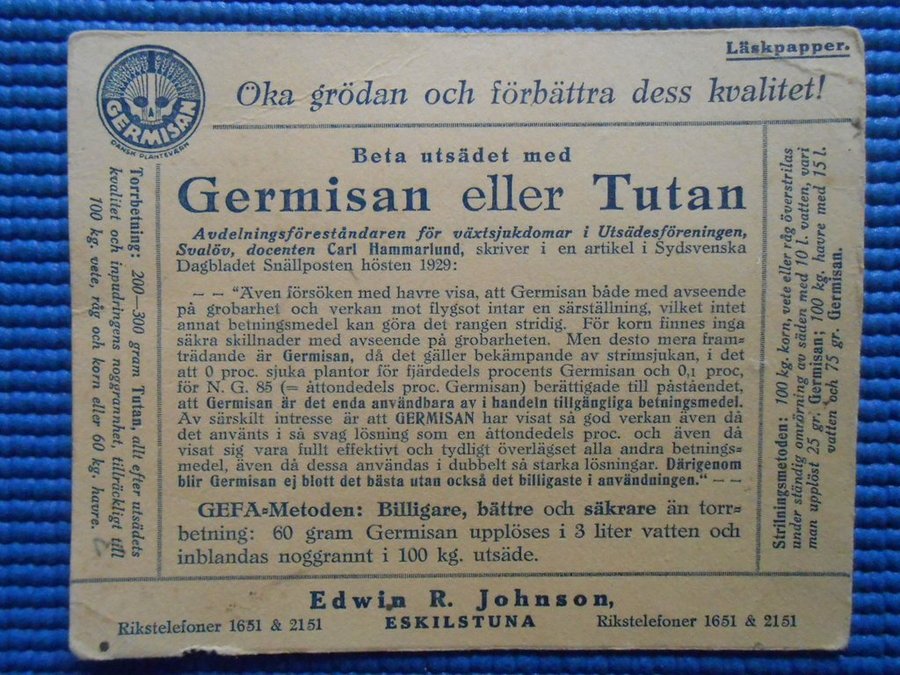 Läskpapper.
GERMISAN
DANSK PLANTEVÆRN
Öka grödan och förbättra dess kvalitet!
Beta utsädet med
Germisan eller Tutan
Avdelningsföreståndaren för växtsjukdomar i Utsädesföreningen,
Svalöv, docenten Carl Hammarlund, skriver i en artikel i Sydsvenska
Dagbladet Snällposten hösten 1929:
— — "Även försöken med havre visa, att Germisan både med avseende
på grobarhet och verkan mot flygsot intar en särställning, vilket intet
annat betningsmedel kan göra det rangen stridig. För korn finnes inga
säkra skillnader med avseende på grobarheten. Men desto mera fram=
trädande är Germisan, då det gäller bekämpande av strimsjukan, i det
att 0 proc. sjuka plantor för fjärdedels procents Germisan och 0,1 proc,
för N. G. 85 (= åttondedels proc. Germisan) berättigade till påståendet,
att Germisan är det enda användbara av i handeln tillgängliga betningsmedel.
Av särskilt intresse är att GERMISAN har visat så god verkan även då
det använts i så svag lösning som en åttondedels proc. och även då
visat sig vara fullt effektivt och tydligt överlägset alla andra betnings=
medel, även då dessa användas i dubbelt så starka lösningar. Därigenom
blir Germisan ej blott det bästa utan också det billigaste i användningen." — —
GEFA=Metoden: Billigare, bättre och säkrare än torr=
betning: 60 gram Germisan upplöses i 3 liter vatten och
inblandas noggrannt i 100 kg. utsäde.
Torrbetning: 200—300 gram Tutan, allt efter utsädets
kvalitet och inpudringens noggrannhet, tillräckligt till
100 kg. vete, råg och korn eller 60 kg. havre.
Strilningsmetoden: 100 kg. korn, vete eller råg överstrilas
under ständig omrörning av säden med 10 l. vatten, vari
man upplöst 25 gr. Germisan; 100 kg. havre med 15 l.
vatten och 75 gr. Germisan.
Edwin R. Johnson,
Rikstelefoner 1651 & 2151 ESKILSTUNA Rikstelefoner 1651 & 2151